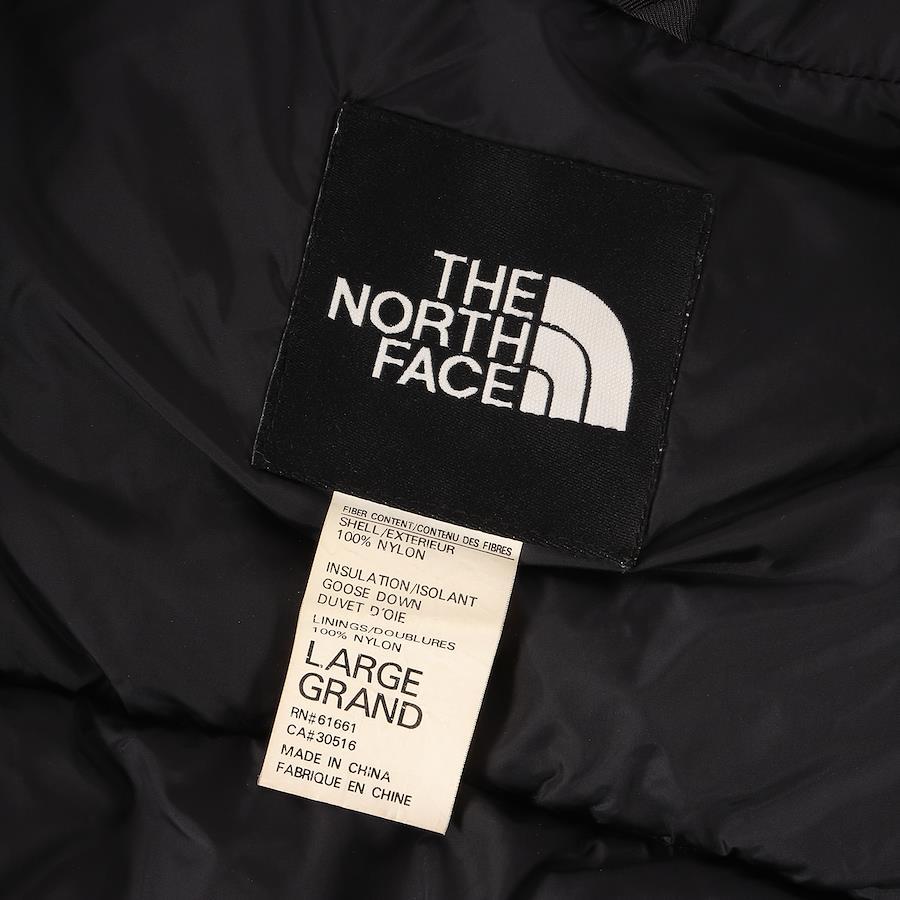 THE
NORTH
FACE
FIBER CONTENT/CONTENU DES FIBRES
SHELL/EXTERIEUR
100% NYLON
INSULATION/ISOLANT
GOOSE DOWN
DUVET D'OIE
LININGS/DOUBLURES
100% NYLON
LARGE
GRAND
RN#61661
CA#30516
MADE IN CHINA
FABRIQUE EN CHINE